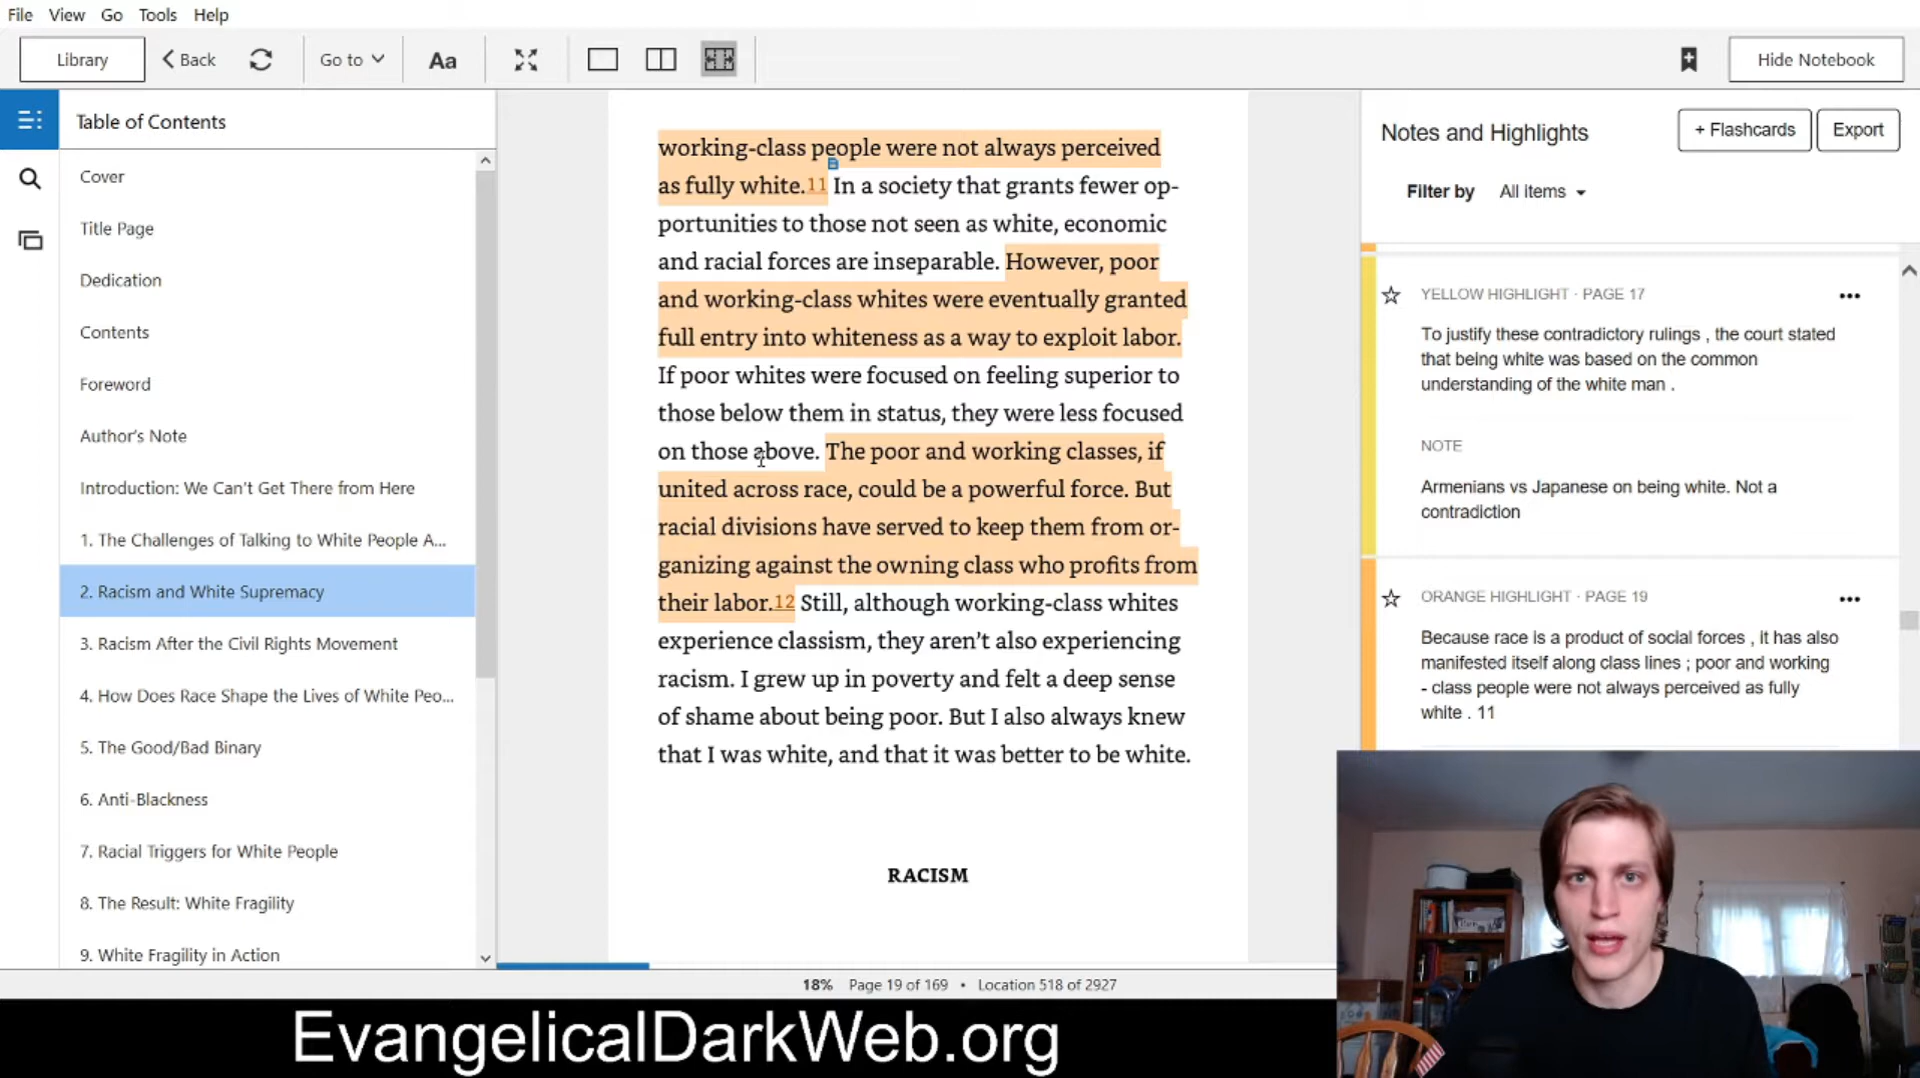 File View Go Tools Help
Library Back Go to Aa Hide Notebook
Table of Contents
Cover
Title Page
Dedication
Contents
Foreword
Author's Note
Introduction: We Can't Get There from Here
1. The Challenges of Talking to White People A...
2. Racism and White Supremacy
3. Racism After the Civil Rights Movement
4. How Does Race Shape the Lives of White Peo...
5. The Good/Bad Binary
6. Anti-Blackness
7. Racial Triggers for White People
8. The Result: White Fragility
9. White Fragility in Action
working-class people were not always perceived
as fully white.11 In a society that grants fewer op-
portunities to those not seen as white, economic
and racial forces are inseparable. However, poor
and working-class whites were eventually granted
full entry into whiteness as a way to exploit labor.
If poor whites were focused on feeling superior to
those below them in status, they were less focused
on those above. The poor and working classes, if
united across race, could be a powerful force. But
racial divisions have served to keep them from or-
ganizing against the owning class who profits from
their labor.12 Still, although working-class whites
experience classism, they aren't also experiencing
racism. I grew up in poverty and felt a deep sense
of shame about being poor. But I also always knew
that I was white, and that it was better to be white.
RACISM
18% Page 19 of 169 • Location 518 of 2927
Notes and Highlights + Flashcards Export
Filter by All items
YELLOW HIGHLIGHT · PAGE 17
To justify these contradictory rulings , the court stated
that being white was based on the common
understanding of the white man .
NOTE
Armenians vs Japanese on being white. Not a
contradiction
ORANGE HIGHLIGHT · PAGE 19
Because race is a product of social forces , it has also
manifested itself along class lines ; poor and working
- class people were not always perceived as fully
white . 11
EvangelicalDarkWeb.org